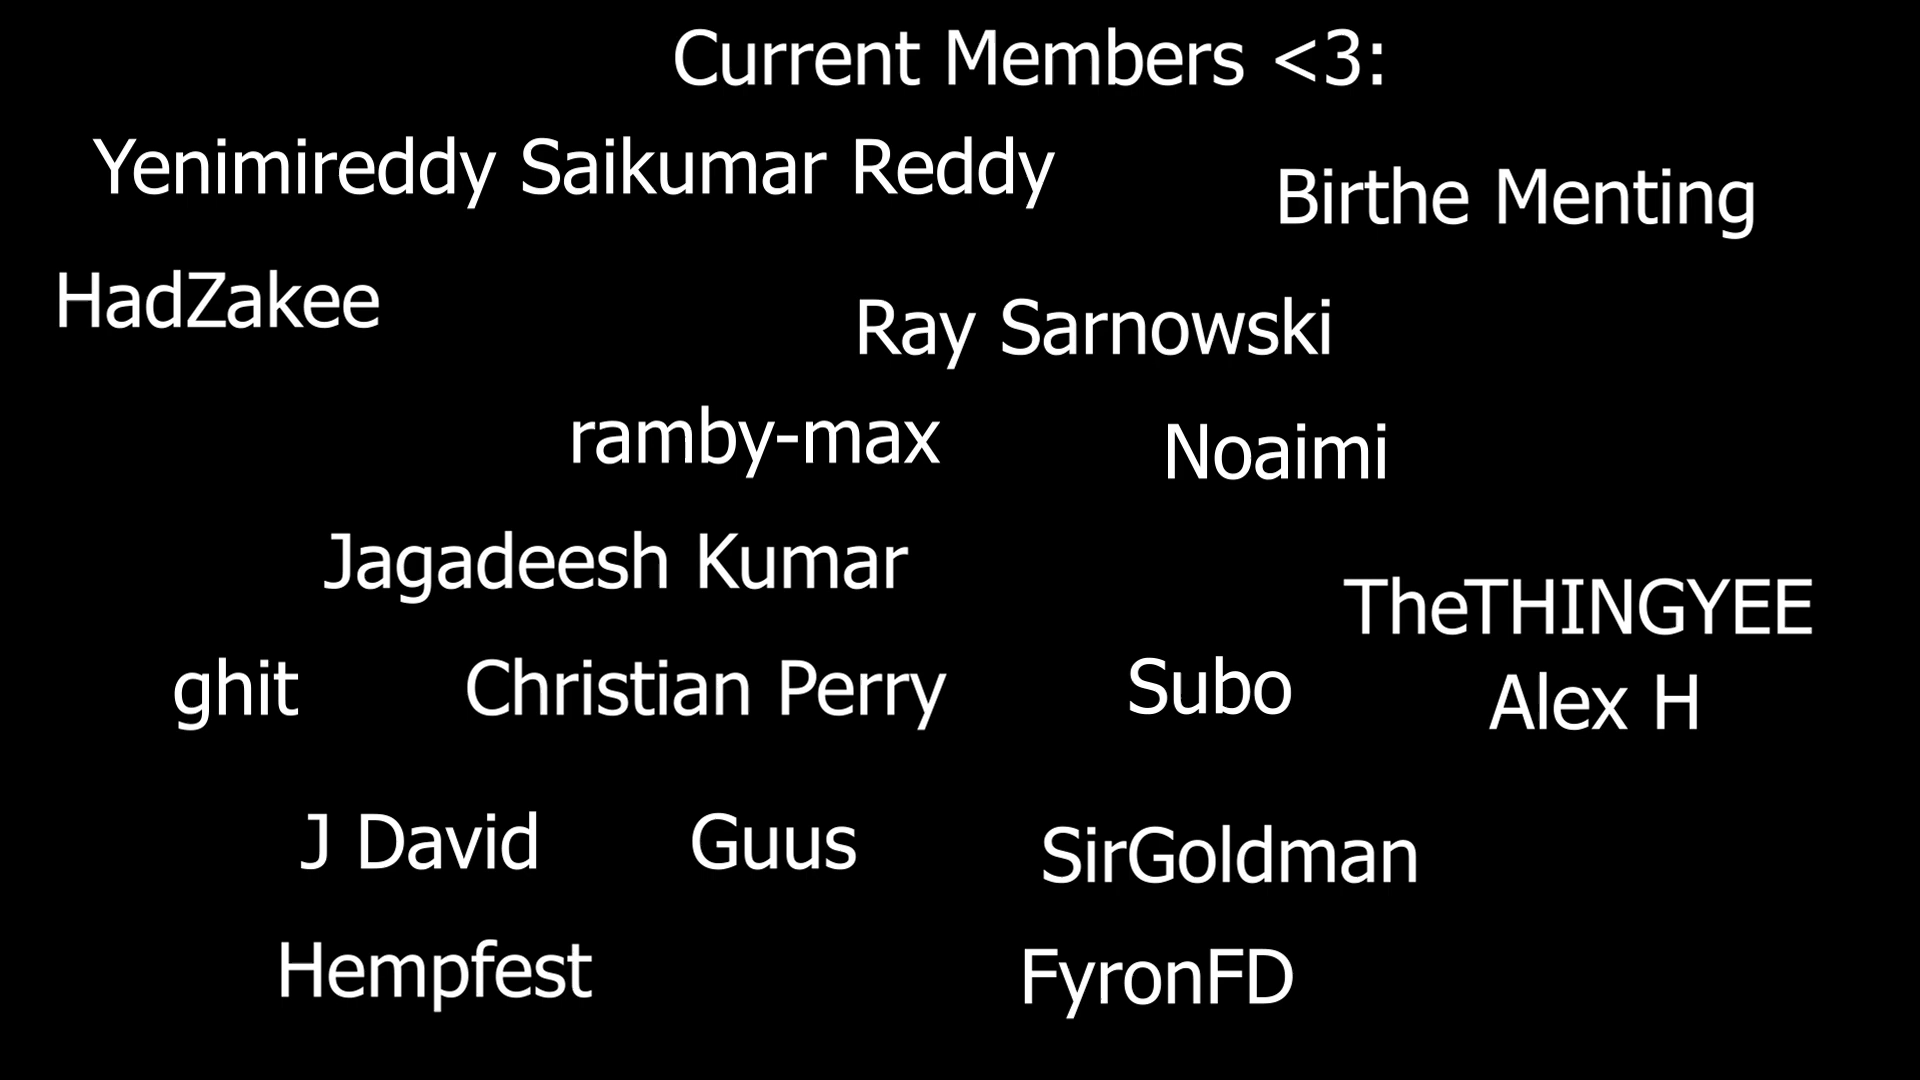 Current Members <3:
Yenimireddy Saikumar Reddy
Birthe Menting
HadZakee
Ray Sarnowski
ramby-max
Noaimi
Jagadeesh Kumar
TheTHINGYEE
ghit
Christian Perry
Subo
Alex H
J David
Guus
SirGoldman
Hempfest
FyronFD